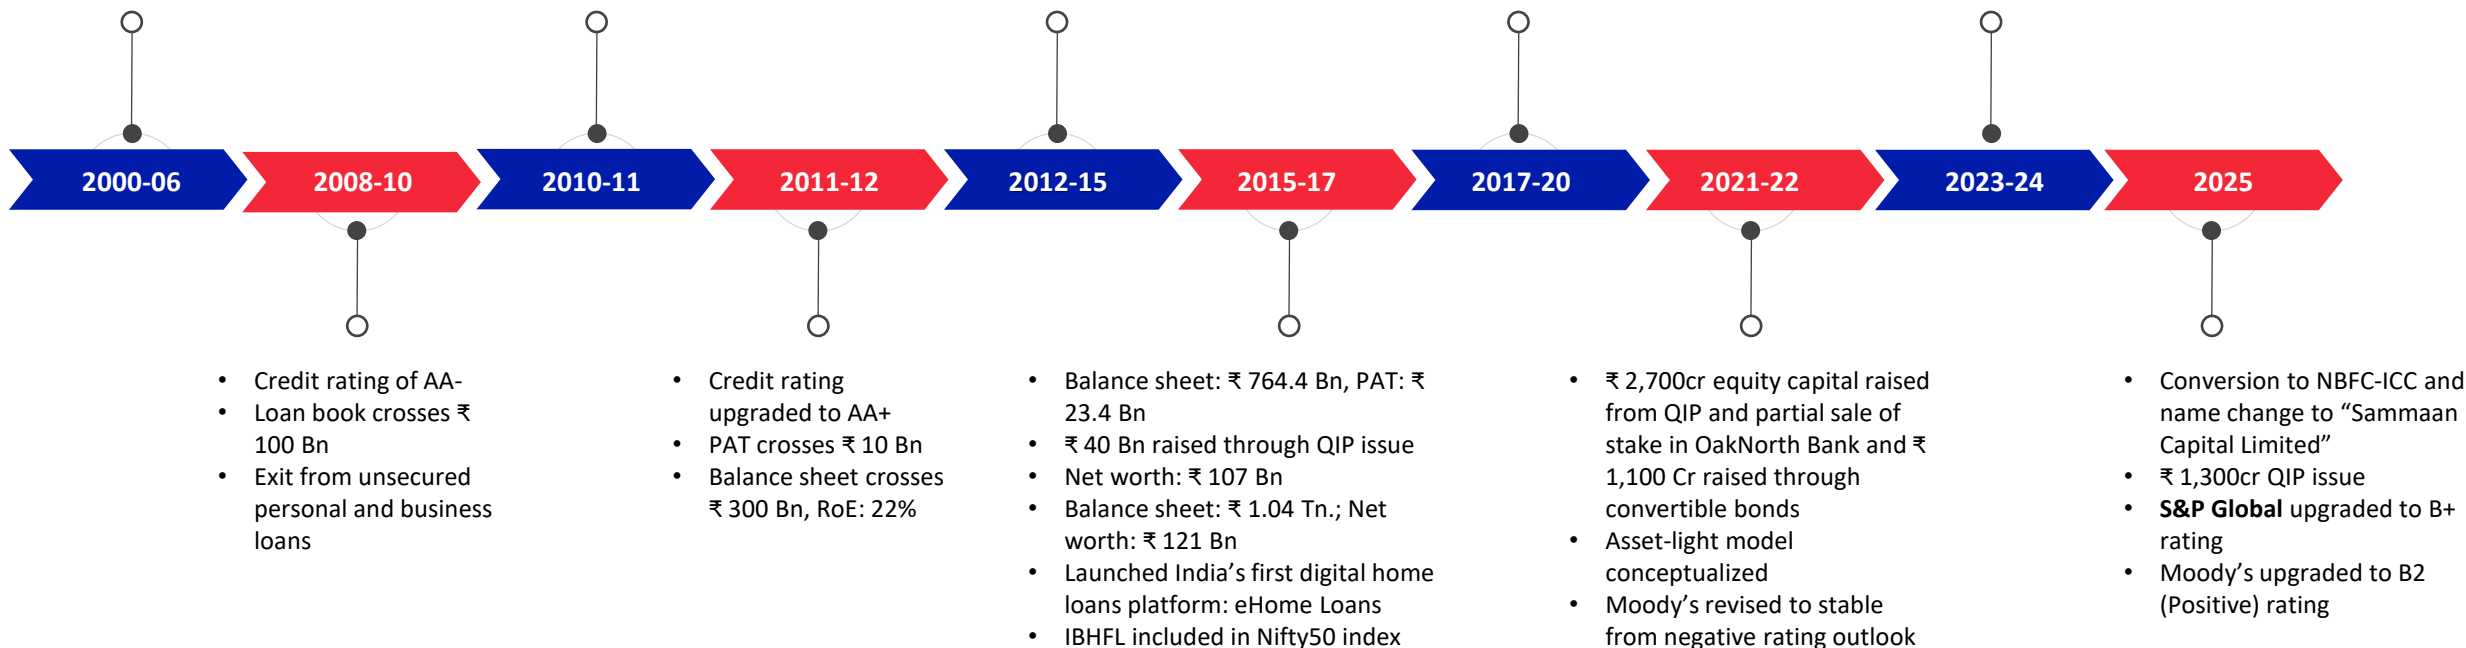 2000-06
2008-10
2010-11
2011-12
2012-15
2015-17
2017-20
2021-22
2023-24
2025
• Credit rating of AA-
• Loan book crosses ₹
100 Bn
• Exit from unsecured
personal and business
loans
• Credit rating
upgraded to AA+
• PAT crosses ₹ 10 Bn
• Balance sheet crosses
₹ 300 Bn, RoE: 22%
• Balance sheet: ₹ 764.4 Bn, PAT: ₹
23.4 Bn
• ₹ 40 Bn raised through QIP issue
• Net worth: ₹ 107 Bn
• Balance sheet: ₹ 1.04 Tn.; Net
worth: ₹ 121 Bn
• Launched India’s first digital home
loans platform: eHome Loans
• IBHFL included in Nifty50 index
• ₹ 2,700cr equity capital raised
from QIP and partial sale of
stake in OakNorth Bank and ₹
1,100 Cr raised through
convertible bonds
• Asset-light model
conceptualized
• Moody’s revised to stable
from negative rating outlook
• Conversion to NBFC-ICC and
name change to “Sammaan
Capital Limited”
• ₹ 1,300cr QIP issue
• S&P Global upgraded to B+
rating
• Moody’s upgraded to B2
(Positive) rating